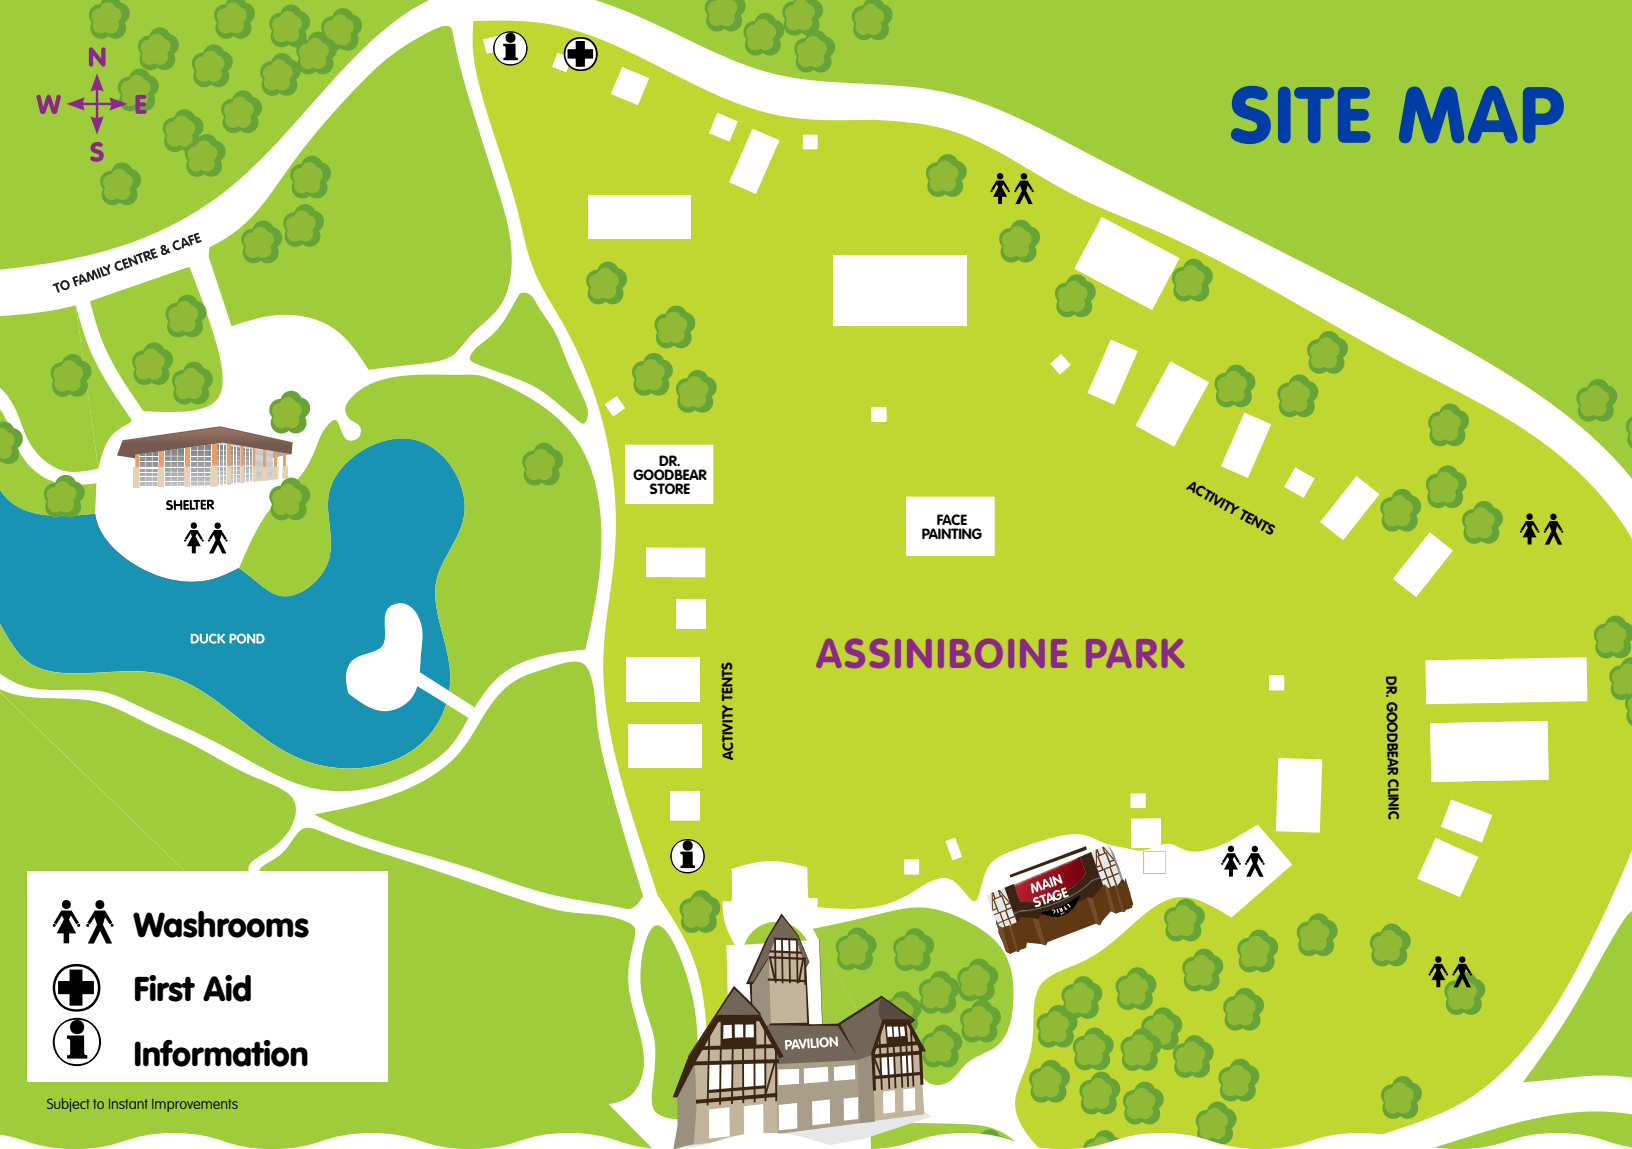 N
W E
S
SITE MAP
TO FAMILY CENTRE & CAFE
DR.
GOODBEAR
STORE
FACE
PAINTING
ACTIVITY TENTS
SHELTER
DUCK POND
ASSINIBOINE PARK
ACTIVITY TENTS
DR. GOODBEAR CLINIC
MAIN
STAGE
LYRIC
PAVILION
Washrooms
First Aid
Information
Subject to Instant Improvements